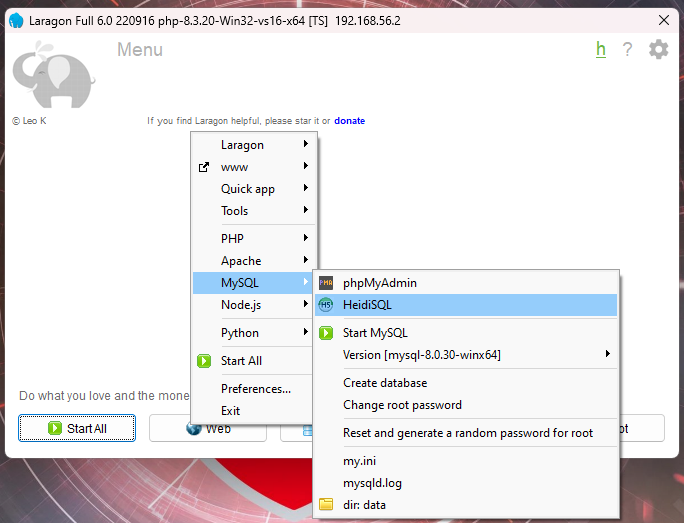 Laragon Full 6.0 220916 php-8.3.20-Win32-vs16-x64 [TS] 192.168.56.2
Menu
h
?
© Leo K
If you find Laragon helpful, please star it or donate
Laragon
www
Quick app
Tools
PHP
Apache
MySQL
Node.js
Python
Start All
Preferences...
Exit
PMA
phpMyAdmin
HS
HeidiSQL
Start MySQL
Version [mysql-8.0.30-winx64]
Create database
Change root password
Reset and generate a random password for root
my.ini
mysqld.log
dir: data
Do what you love and the mone
Start All
Web
ot